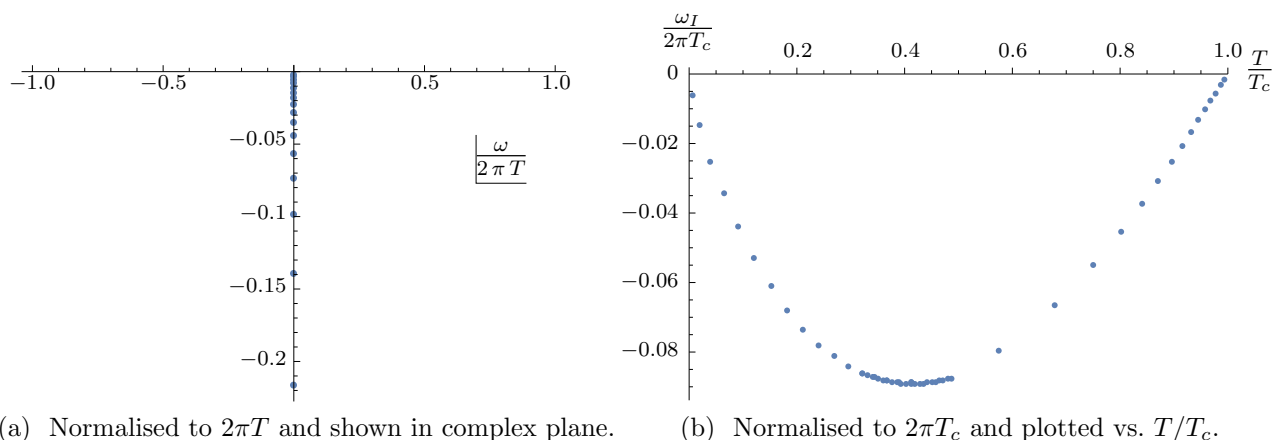 −1.0 −0.5 0.5 1.0
−0.05
−0.1
−0.15
−0.2
ω
2 π T
(a) Normalised to 2πT and shown in complex plane.
ω_I
2πT_c
0.2 0.4 0.6 0.8 1.0
T
T_c
0
−0.02
−0.04
−0.06
−0.08
(b) Normalised to 2πT_c and plotted vs. T/T_c.